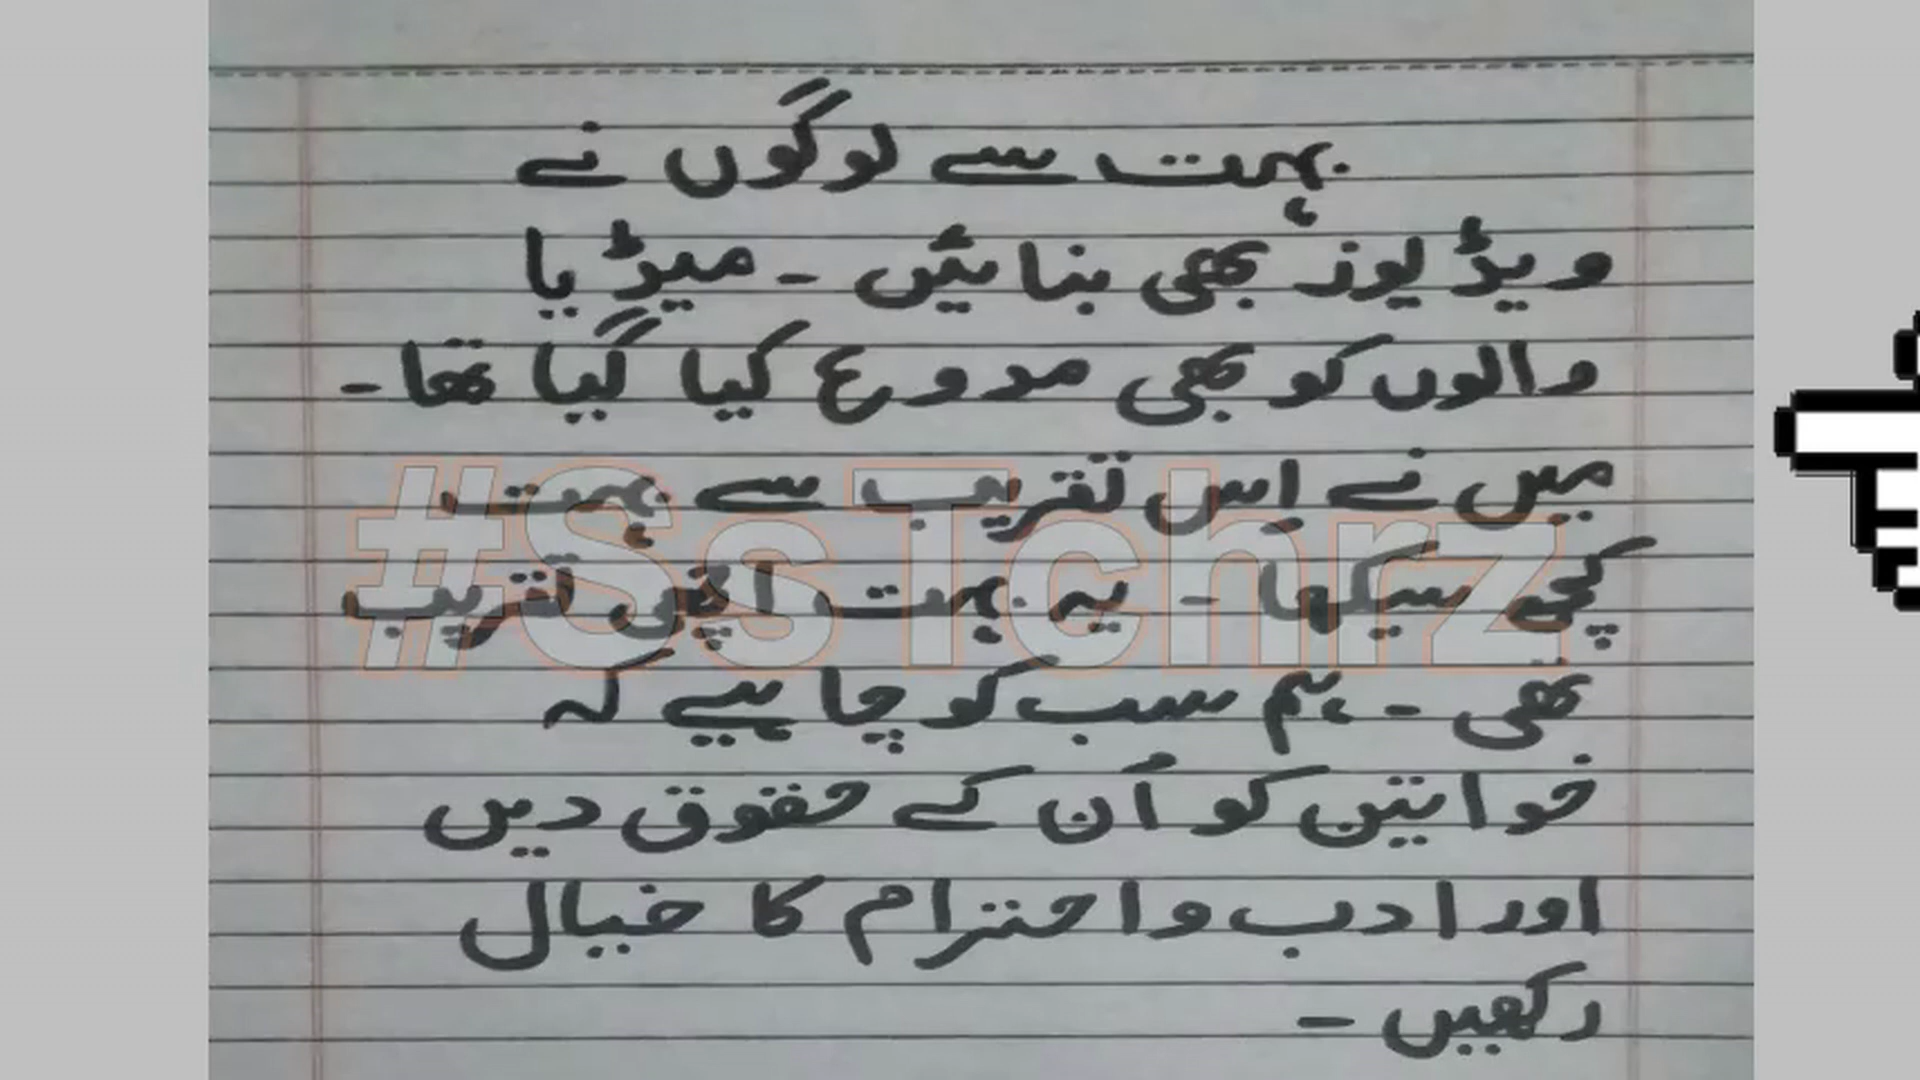 بہت سے لوگوں نے
ویڈیوز بھی بنائیں ۔ میڈیا
والوں کو بھی مدورع کیا گیا تھا ۔
میں نے اِس تقریب سے بہت
کچھ سیکھا ۔ یہ بہت اچھی تقریب
تھی ۔ ہم سب کو چاہیے کہ
خواتین کو اُن کے حقوق دیں
اور ادب و احترام کا خیال
رکھیں ۔
#SsTchrz